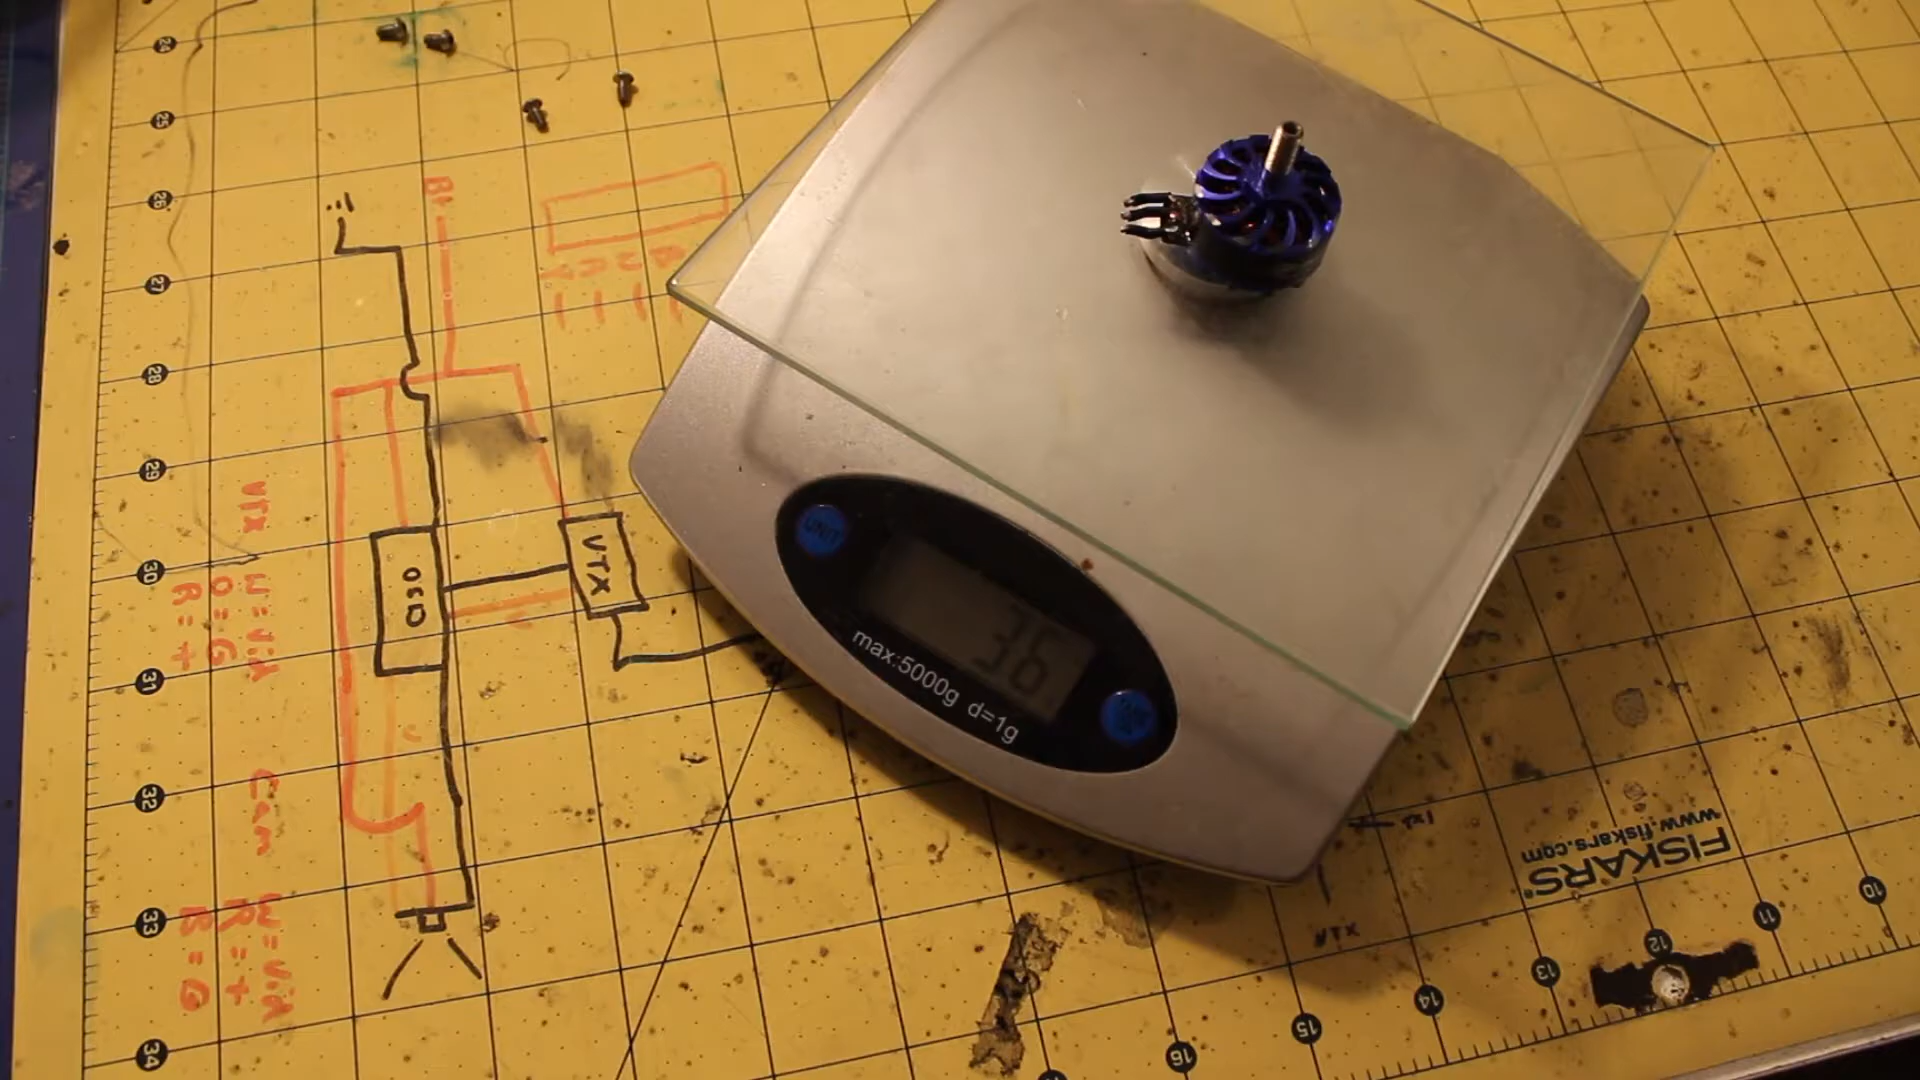 24
25
26
27
28
29
30
31
32
33
34
B+
VTX
OSD
VTX W=Vid
O=G
R=+
Cam W=Vid
R=+
B=G
UNIT
36
max:5000g d=1g
VTX
FISKARS
www.fiskars.com
10
11
12
13
14
15
16